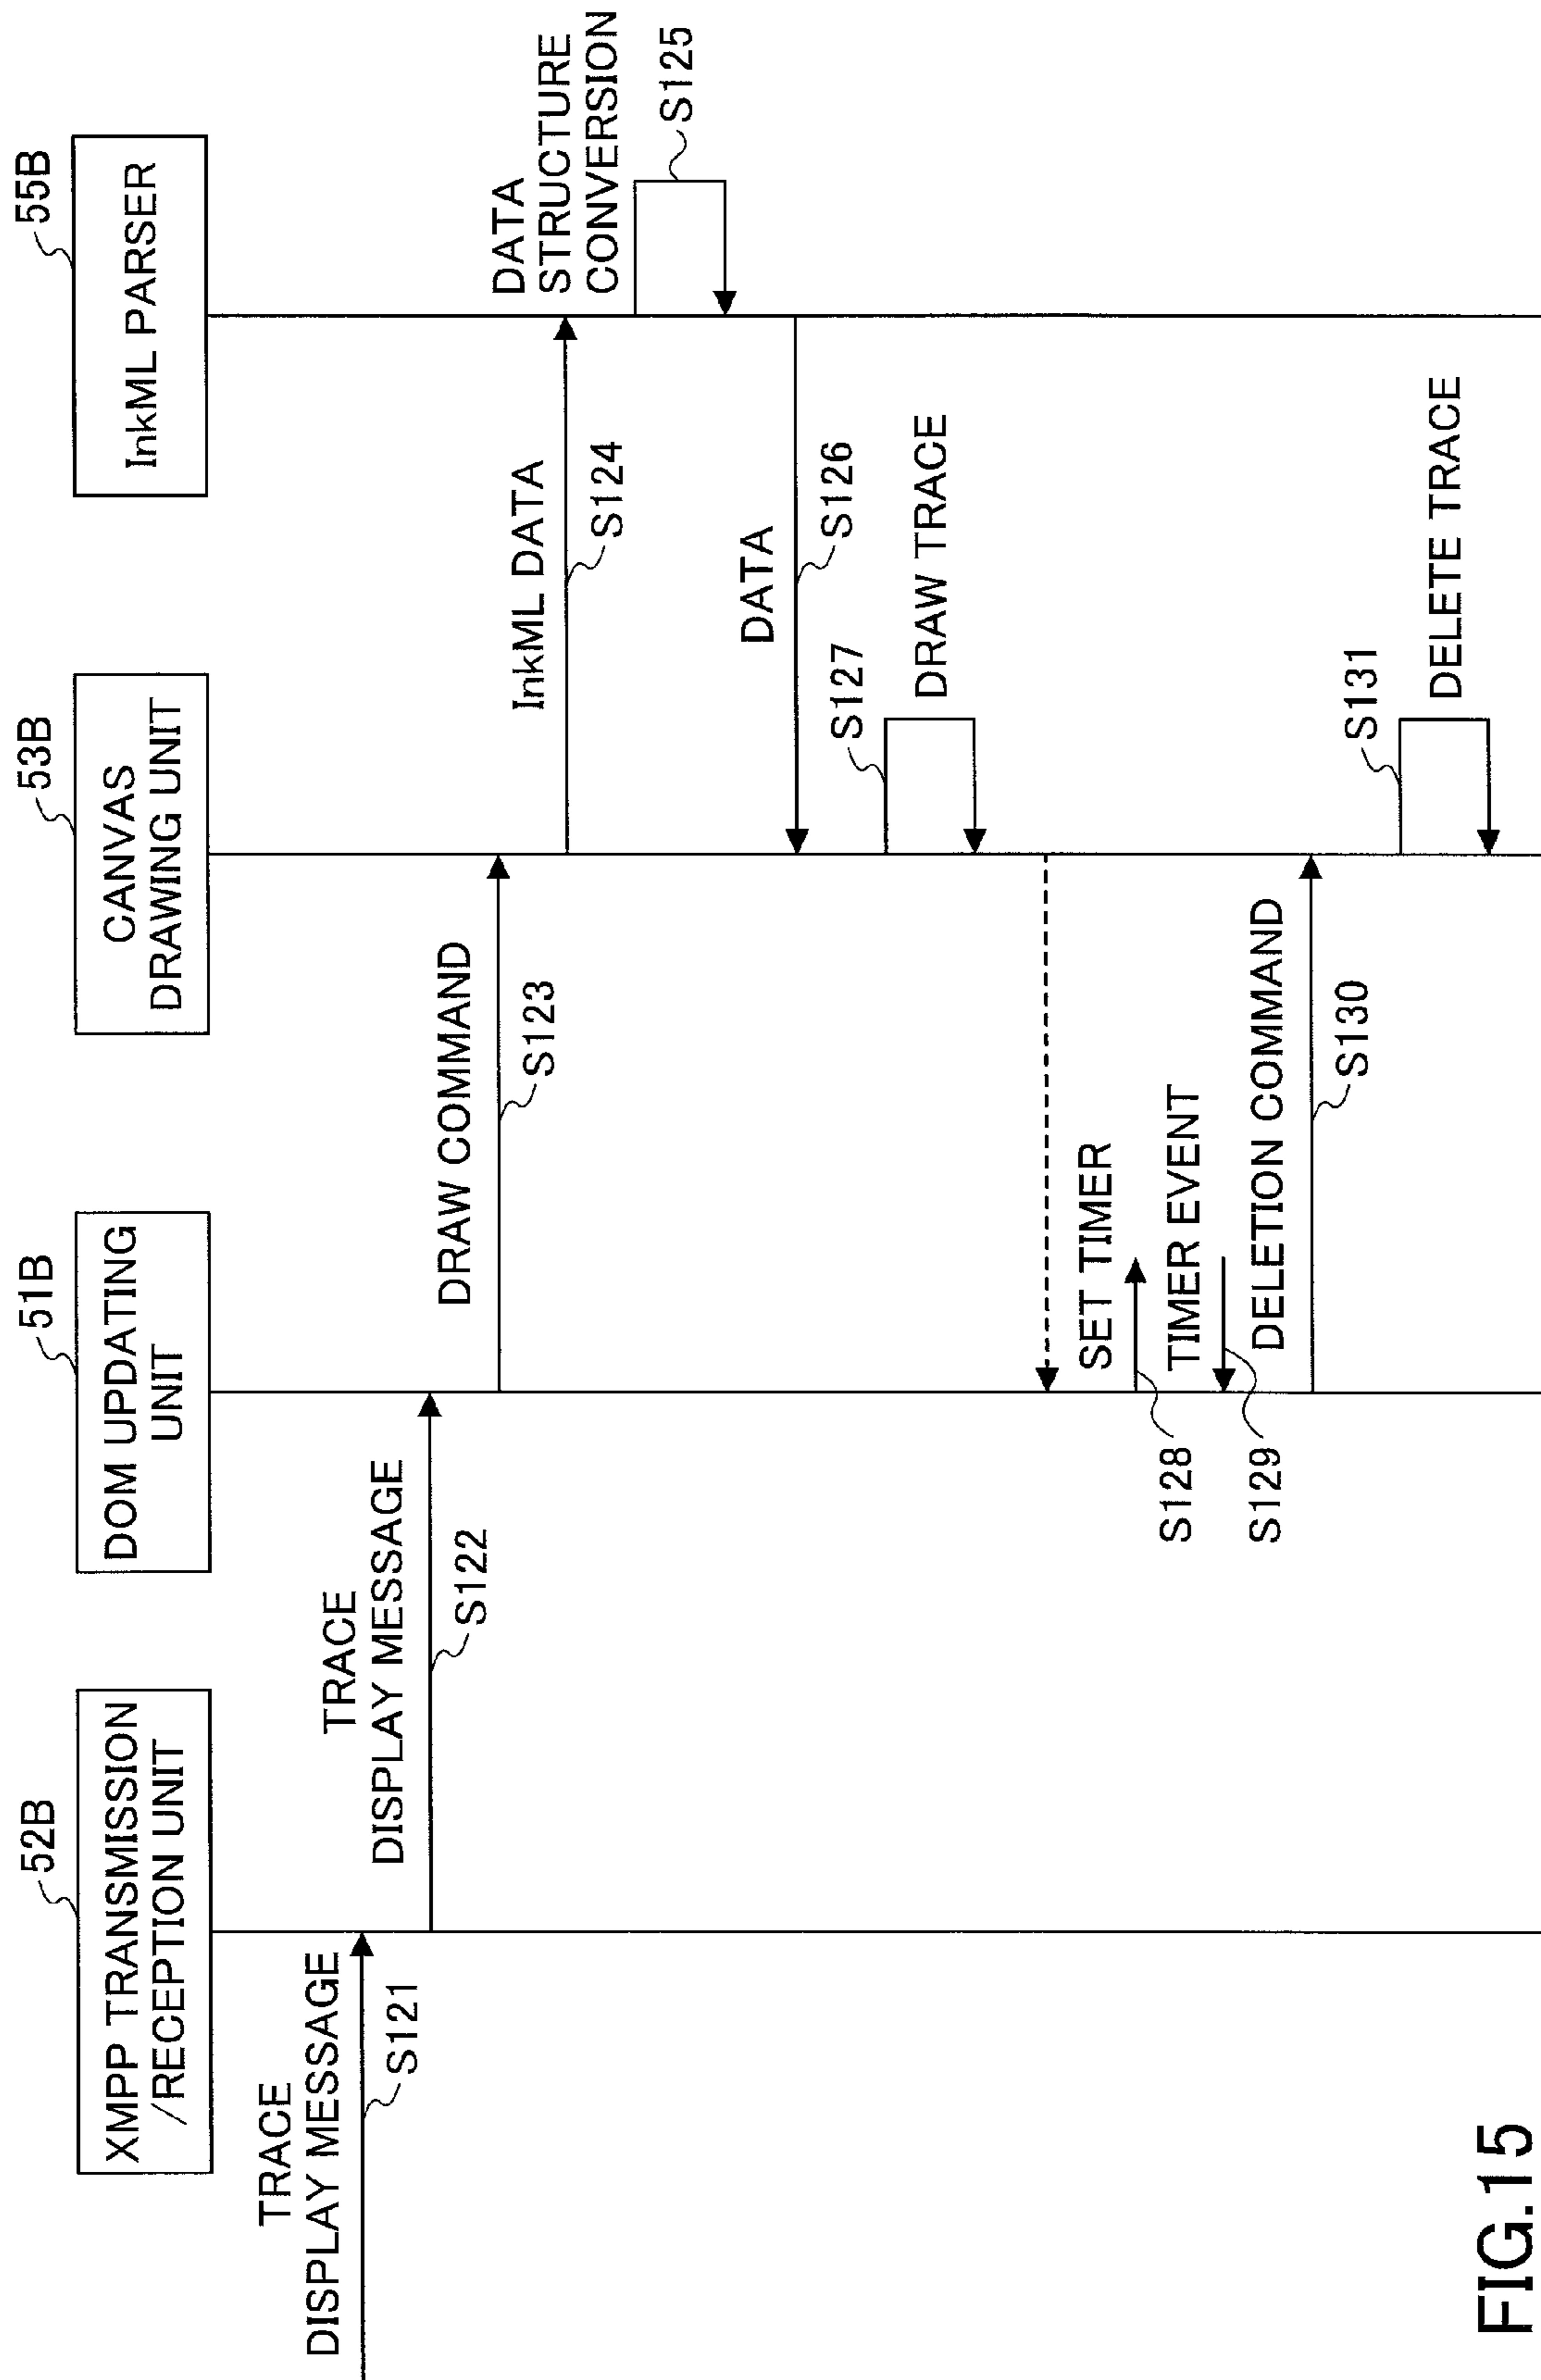 52B
XMPP TRANSMISSION
/RECEPTION UNIT
51B
DOM UPDATING
UNIT
53B
CANVAS
DRAWING UNIT
55B
InkML PARSER
TRACE
DISPLAY MESSAGE
S121
TRACE
DISPLAY MESSAGE
S122
DRAW COMMAND
S123
InkML DATA
S124
DATA
STRUCTURE
CONVERSION
S125
DATA
S126
S127
DRAW TRACE
SET TIMER
S128
TIMER EVENT
S129
DELETION COMMAND
S130
S131
DELETE TRACE
FIG.15